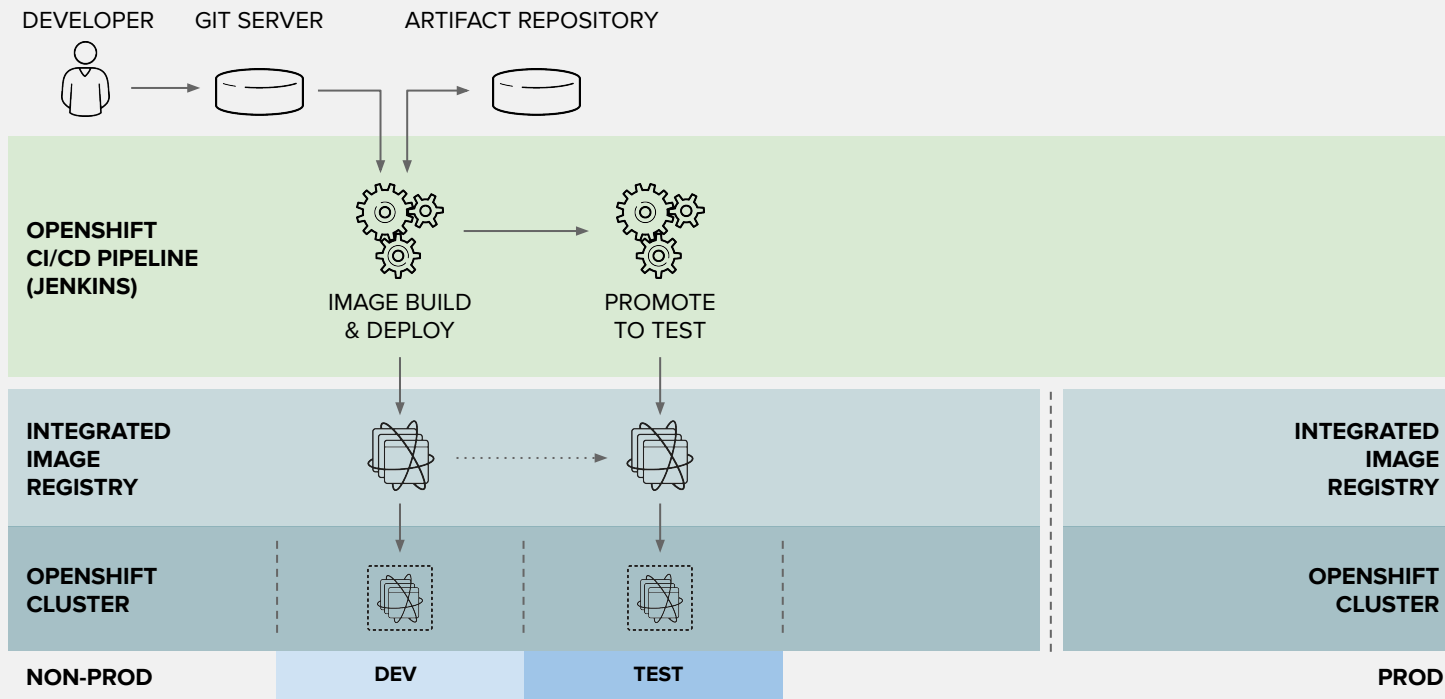 DEVELOPER
GIT SERVER
ARTIFACT REPOSITORY
OPENSHIFT
CI/CD PIPELINE
(JENKINS)
IMAGE BUILD
& DEPLOY
PROMOTE
TO TEST
INTEGRATED
IMAGE
REGISTRY
INTEGRATED
IMAGE
REGISTRY
OPENSHIFT
CLUSTER
OPENSHIFT
CLUSTER
NON-PROD
DEV
TEST
PROD